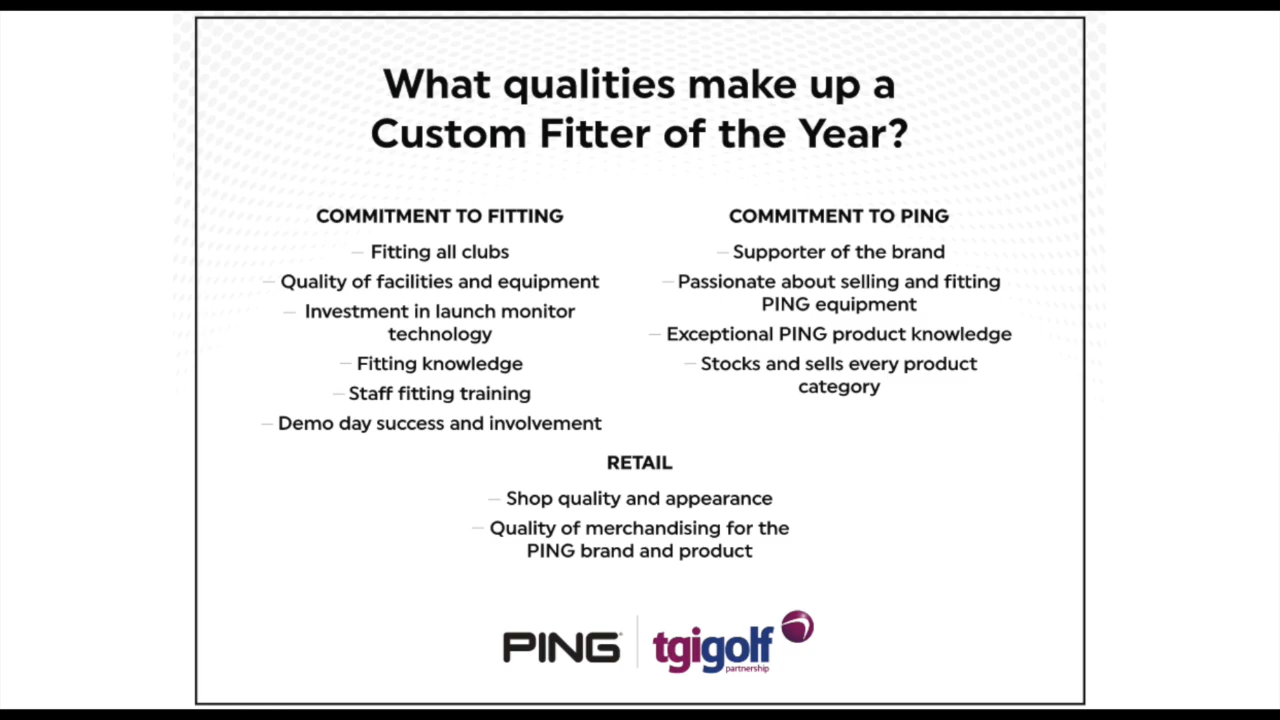 What qualities make up a
Custom Fitter of the Year?
COMMITMENT TO FITTING
— Fitting all clubs
— Quality of facilities and equipment
— Investment in launch monitor
technology
— Fitting knowledge
— Staff fitting training
— Demo day success and involvement
COMMITMENT TO PING
— Supporter of the brand
— Passionate about selling and fitting
PING equipment
— Exceptional PING product knowledge
— Stocks and sells every product
category
RETAIL
— Shop quality and appearance
— Quality of merchandising for the
PING brand and product
PING
tgigolf
partnership